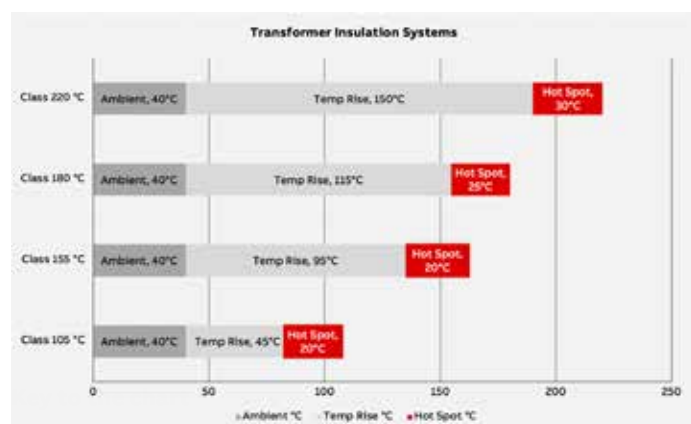 Transformer Insulation Systems
Class 220 °C
Ambient, 40°C
Temp Rise, 150°C
Hot Spot,
30°C
Class 180 °C
Ambient, 40°C
Temp Rise, 115°C
Hot Spot,
25°C
Class 155 °C
Ambient, 40°C
Temp Rise, 95°C
Hot Spot,
20°C
Class 105 °C
Ambient, 40°C
Temp Rise, 45°C
Hot Spot,
20°C
0 50 100 150 200 250
Ambient °C Temp Rise °C Hot Spot °C